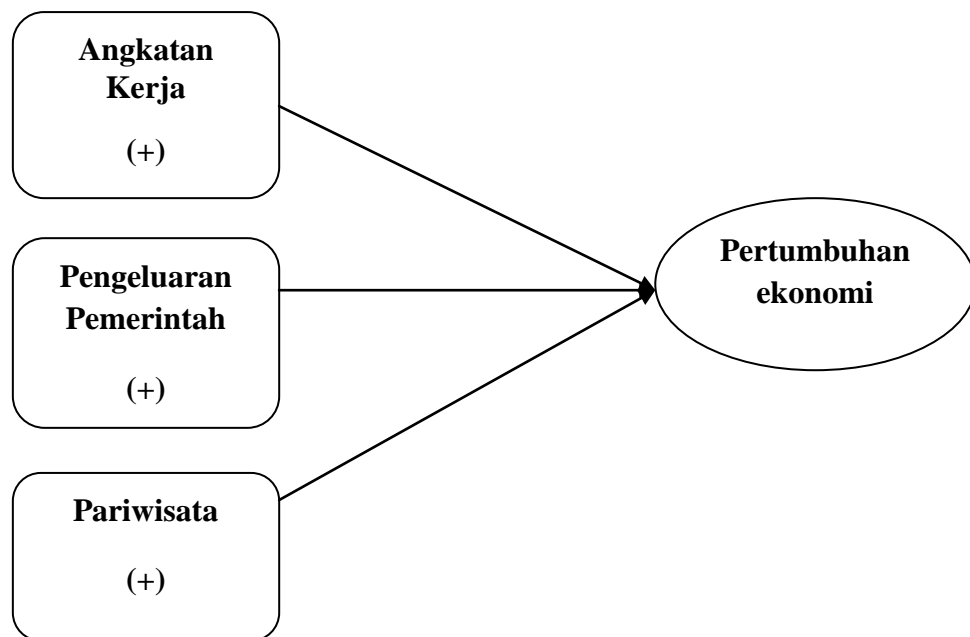 Angkatan
Kerja
(+)
Pengeluaran
Pemerintah
(+)
Pariwisata
(+)
Pertumbuhan
ekonomi